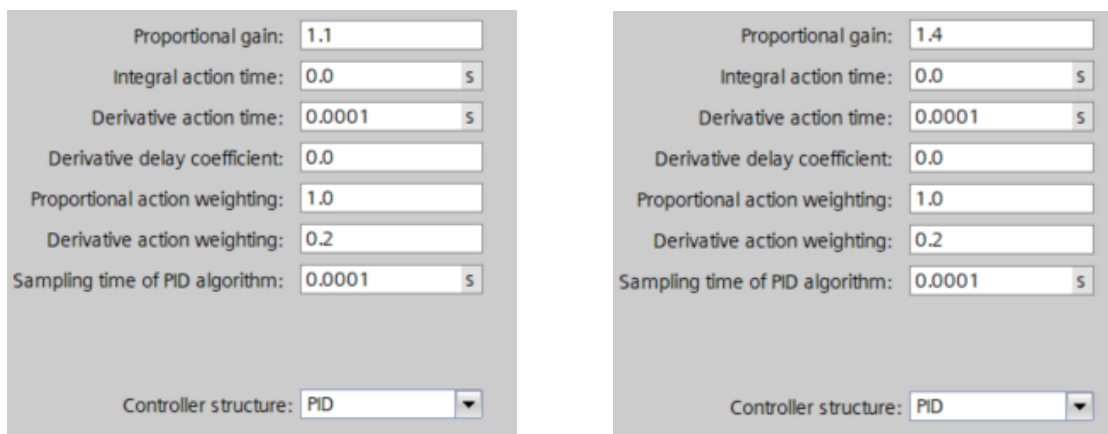 Proportional gain: 1.1
Integral action time: 0.0 s
Derivative action time: 0.0001 s
Derivative delay coefficient: 0.0
Proportional action weighting: 1.0
Derivative action weighting: 0.2
Sampling time of PID algorithm: 0.0001 s
Controller structure: PID
Proportional gain: 1.4
Integral action time: 0.0 s
Derivative action time: 0.0001 s
Derivative delay coefficient: 0.0
Proportional action weighting: 1.0
Derivative action weighting: 0.2
Sampling time of PID algorithm: 0.0001 s
Controller structure: PID